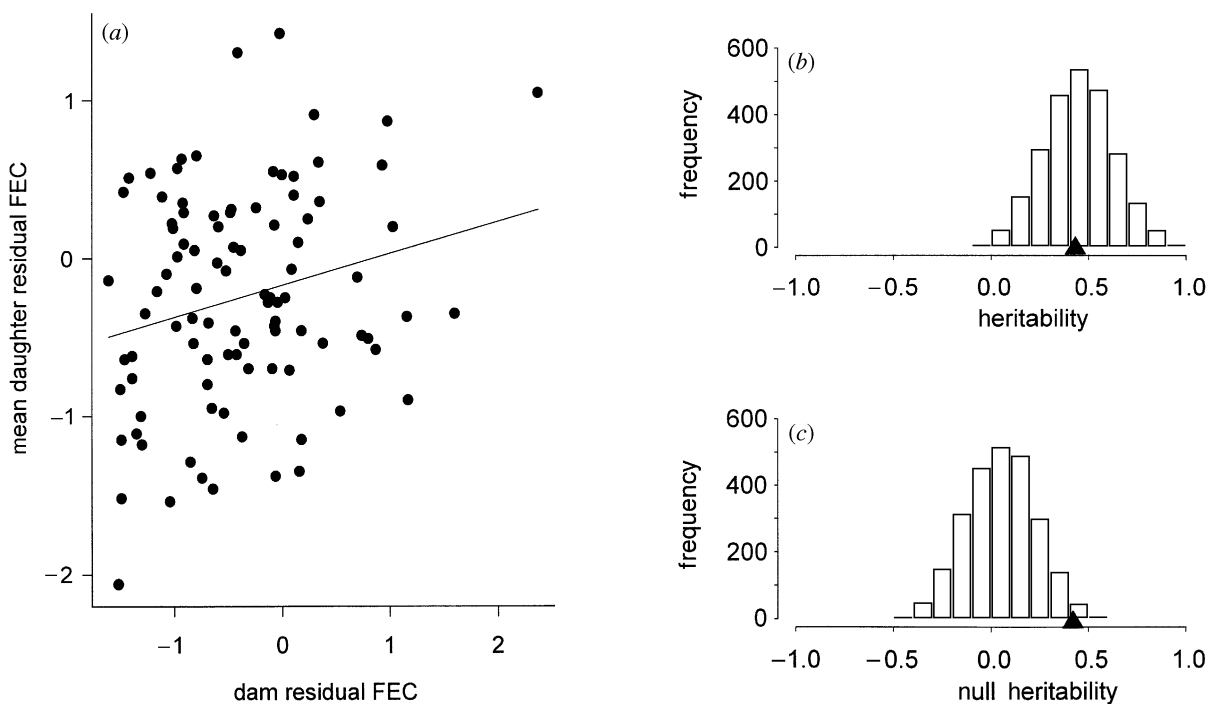 (a)
mean daughter residual FEC
1
0
−1
−2
−1
0
1
2
dam residual FEC
(b)
frequency
600
400
200
0
−1.0
−0.5
0.0
0.5
1.0
heritability
(c)
frequency
600
400
200
0
−1.0
−0.5
0.0
0.5
1.0
null heritability